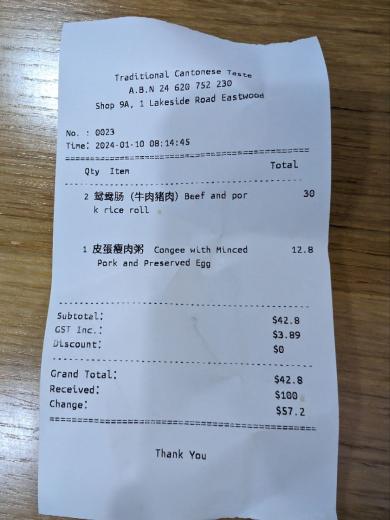 Traditional Cantonese Taste
A.B.N 24 620 752 230
Shop 9A, 1 Lakeside Road Eastwood
No. : 0023
Time: 2024-01-10 08:14:45
Qty Item Total
2 鸳鸯肠（牛肉猪肉）Beef and por 30
k rice roll
1 皮蛋瘦肉粥 Congee with Minced 12.8
Pork and Preserved Egg
Subtotal: $42.8
GST Inc.: $3.89
Discount: $0
Grand Total: $42.8
Received: $100
Change: $57.2
Thank You